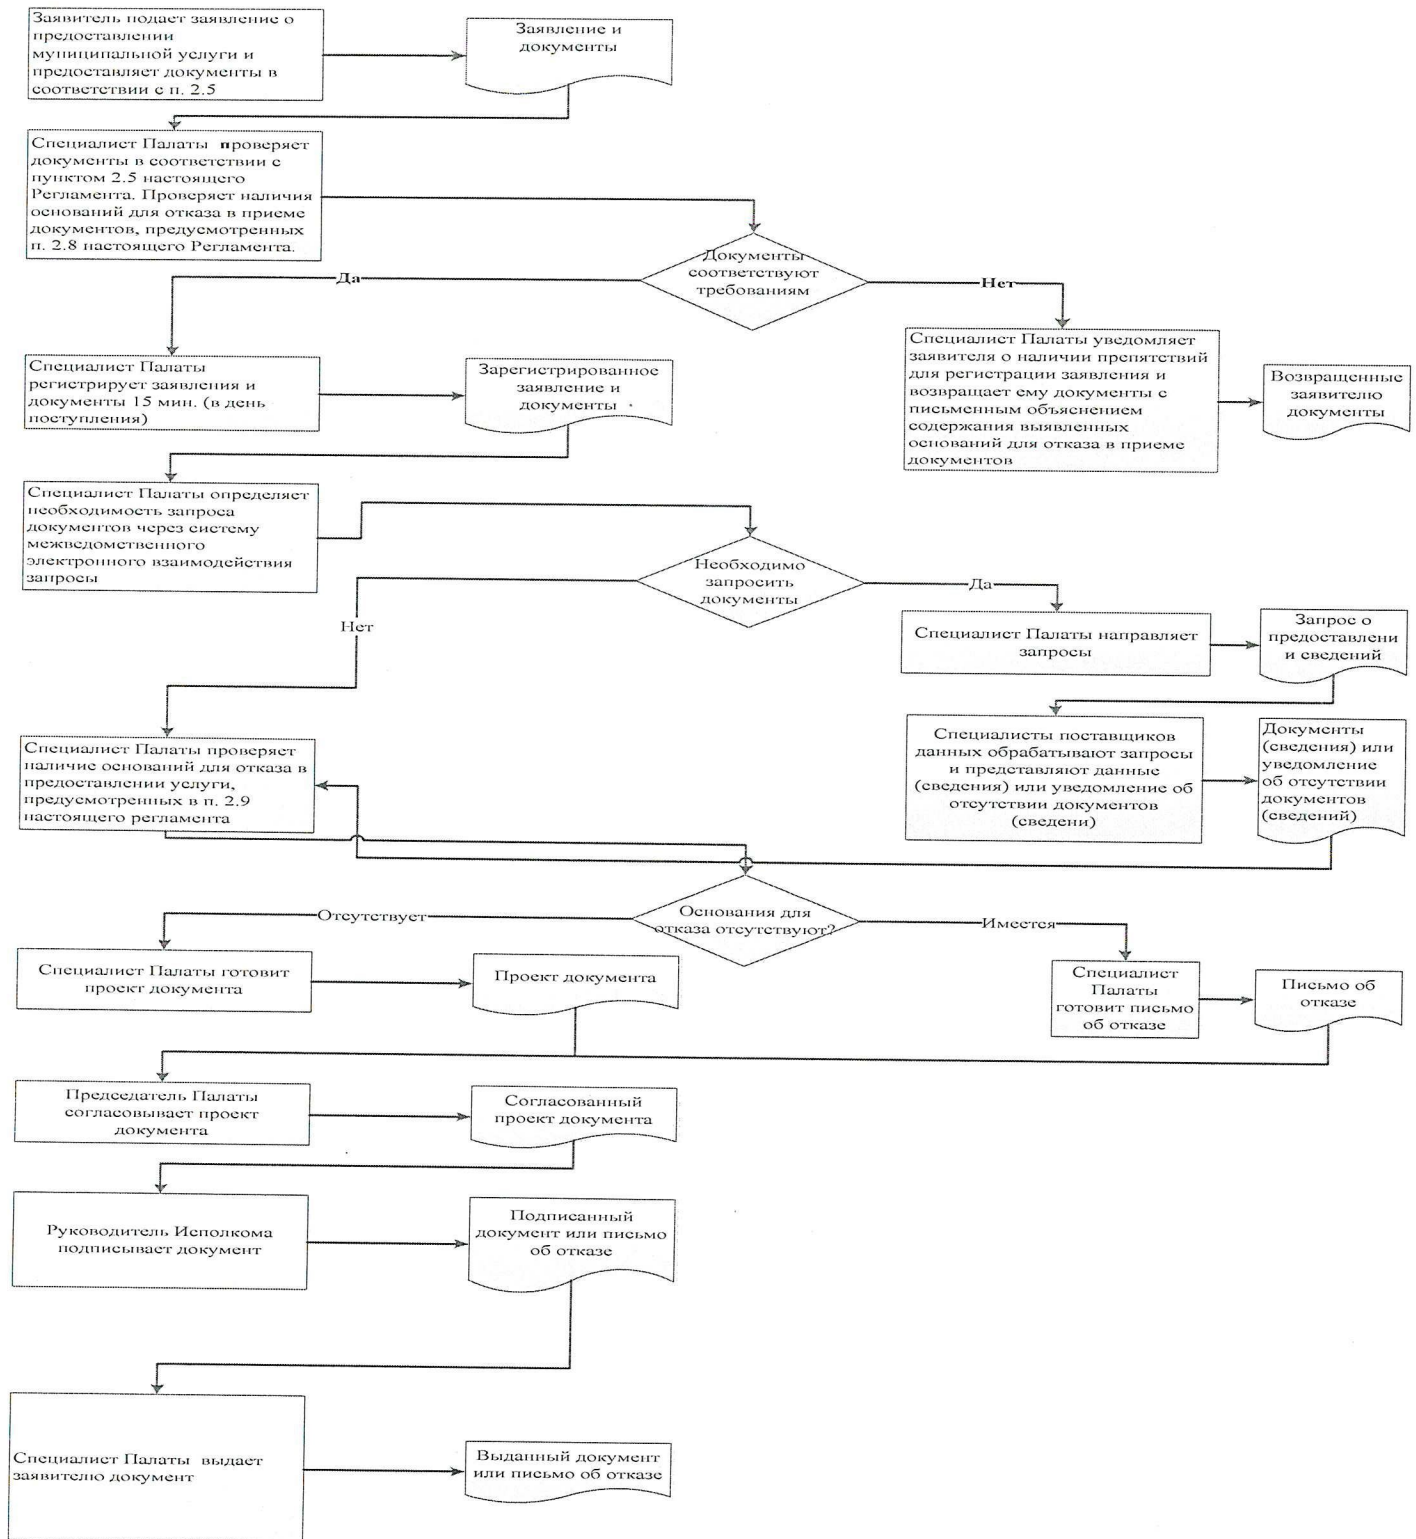 Заявитель подает заявление о
предоставлении
муниципальной услуги и
предоставляет документы в
соответствии с п. 2.5
Заявление и
документы
Специалист Палаты проверяет
документы в соответствии с
пунктом 2.5 настоящего
Регламента. Проверяет наличия
оснований для отказа в приеме
документов, предусмотренных
п. 2.8 настоящего Регламента.
Документы
соответствуют
требованиям
Да
Нет
Специалист Палаты
регистрирует заявления и
документы 15 мин. (в день
поступления)
Зарегистрированное
заявление и
документы
Специалист Палаты уведомляет
заявителя о наличии препятствий
для регистрации заявления и
возвращает ему документы с
письменным объяснением
содержания выявленных
оснований для отказа в приеме
документов
Возвращенные
заявителю
документы
Специалист Палаты определяет
необходимость запроса
документов через систему
межведомственного
электронного взаимодействия
запросы
Необходимо
запросить
документы
Да
Нет
Специалист Палаты направляет
запросы
Запрос о
предоставлени
и сведений
Специалист Палаты проверяет
наличие оснований для отказа в
предоставлении услуги,
предусмотренных в п. 2.9
настоящего регламента
Специалисты поставщиков
данных обрабатывают запросы
и представляют данные
(сведения) или уведомление об
отсутствии документов
(сведени)
Документы
(сведения) или
уведомление
об отсутствии
документов
(сведений)
Основания для
отказа отсутствуют?
Отсутствует
Имеется
Специалист Палаты готовит
проект документа
Проект документа
Специалист
Палаты
готовит письмо
об отказе
Письмо об
отказе
Председатель Палаты
согласовывает проект
документа
Согласованный
проект документа
Руководитель Исполкома
подписывает документ
Подписанный
документ или письмо
об отказе
Специалист Палаты выдает
заявителю документ
Выданный документ
или письмо об отказе